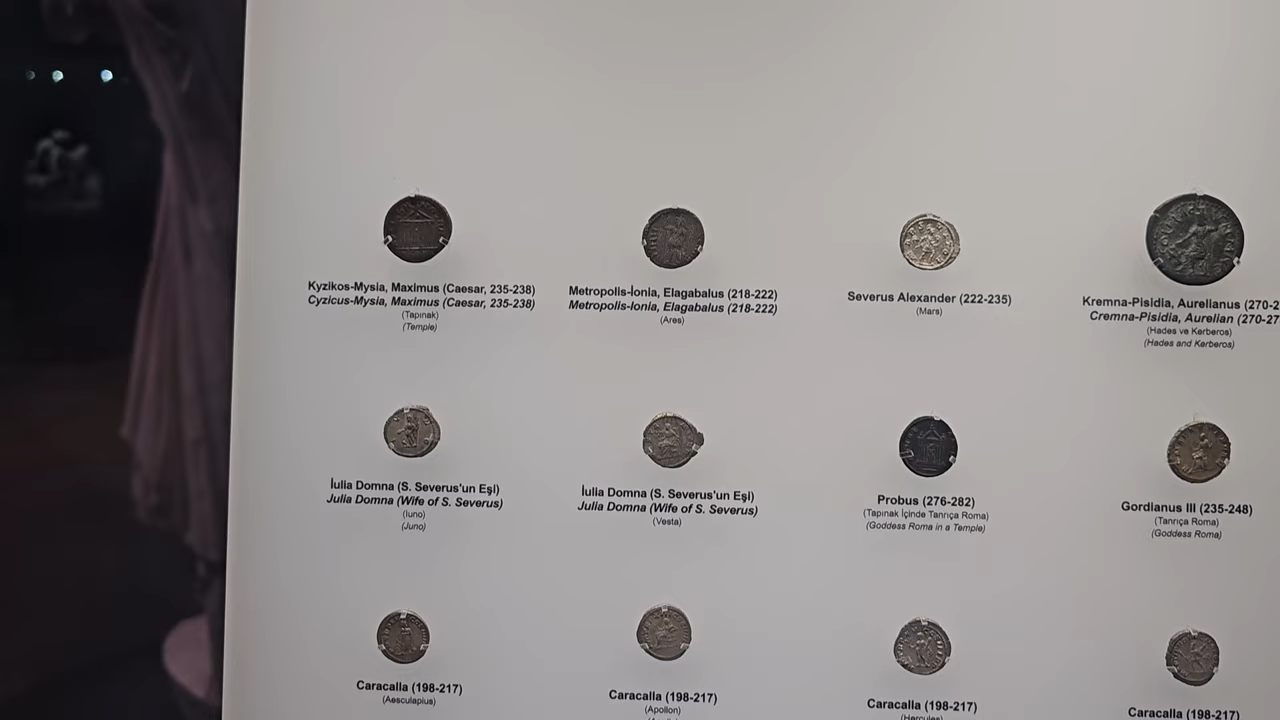 Kyzikos-Mysia, Maximus (Caesar, 235-238)
Cyzicus-Mysia, Maximus (Caesar, 235-238)
(Tapınak)
(Temple)
Metropolis-İonia, Elagabalus (218-222)
Metropolis-Ionia, Elagabalus (218-222)
(Ares)
Severus Alexander (222-235)
(Mars)
Kremna-Pisidia, Aurelianus (270-2
Cremna-Pisidia, Aurelian (270-27
(Hades ve Kerberos)
(Hades and Kerberos)
İulia Domna (S. Severus'un Eşi)
Julia Domna (Wife of S. Severus)
(Iuno)
(Juno)
İulia Domna (S. Severus'un Eşi)
Julia Domna (Wife of S. Severus)
(Vesta)
Probus (276-282)
(Tapınak İçinde Tanrıça Roma)
(Goddess Roma in a Temple)
Gordianus III (235-248)
(Tanrıça Roma)
(Goddess Roma)
Caracalla (198-217)
(Aesculapius)
Caracalla (198-217)
(Apollon)
Caracalla (198-217)
(Hercules)
Caracalla (198-217)